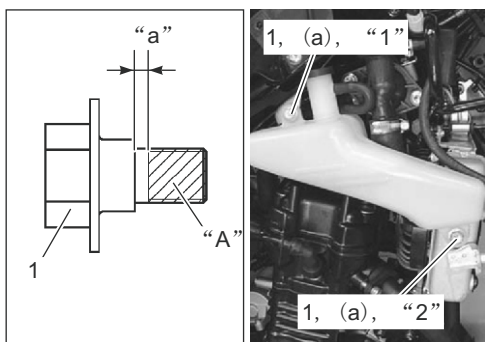 “a”
“A”
1
1, (a), “1”
1, (a), “2”